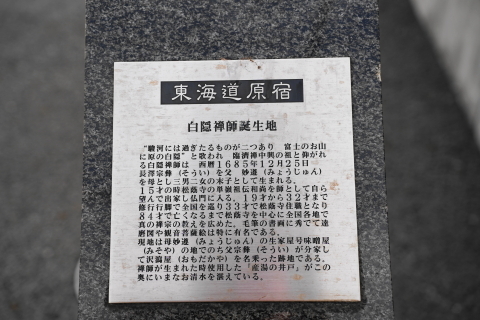 東海道原宿
白隠禅師誕生地
"駿河には過ぎたるものが二つあり 富士のお山
に原の白隠"と歌われ 臨済禅中興の祖と仰がれ
る白隠禅師は 西暦1685年12月25日
長澤宗彝(そうい)を父 妙遵(みょうじゅん)
を母とし三男二女の末子として生まれる。
15才の時松蔭寺の単嶺祖伝和尚を師として自ら
望んで出家し仏門に入る。19才から32才まで
修行行脚で全国を巡り33才で松蔭寺住職となり
84才で亡くなるまで松蔭寺を中心に全国各地で
真の禅宗の教えを広めた。毛筆の書画に秀でて達
磨図や観音菩薩絵は特に有名である。
現地は母妙遵(みょうじゅん)の生家屋号味噌屋
(みそや)の地でのち父宗彝(そうい)が分家し
て沢瀉屋(おもだかや)を名乗った跡地である。
禅師が生まれた時使用した「産湯の井戸」がこの
奥にいまなお清水を湛えている。